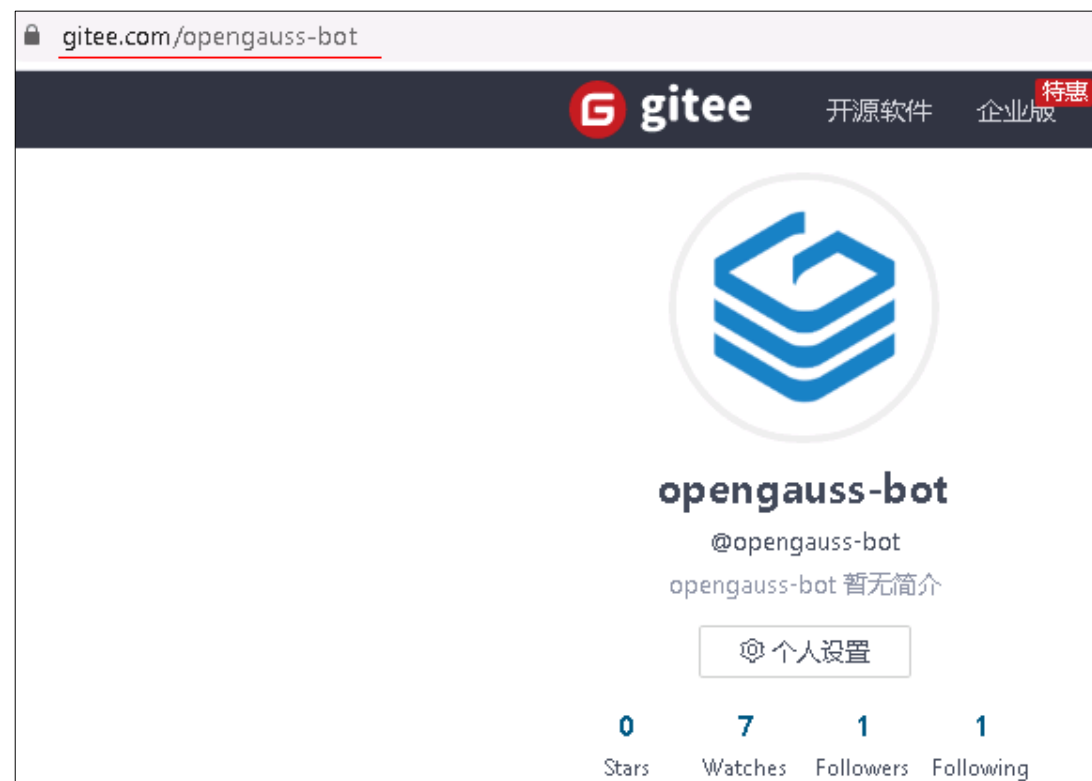 gitee.com/opengauss-bot
gitee 开源软件 企业版 特惠
opengauss-bot
@opengauss-bot
opengauss-bot 暂无简介
个人设置
0 7 1 1
Stars Watches Followers Following